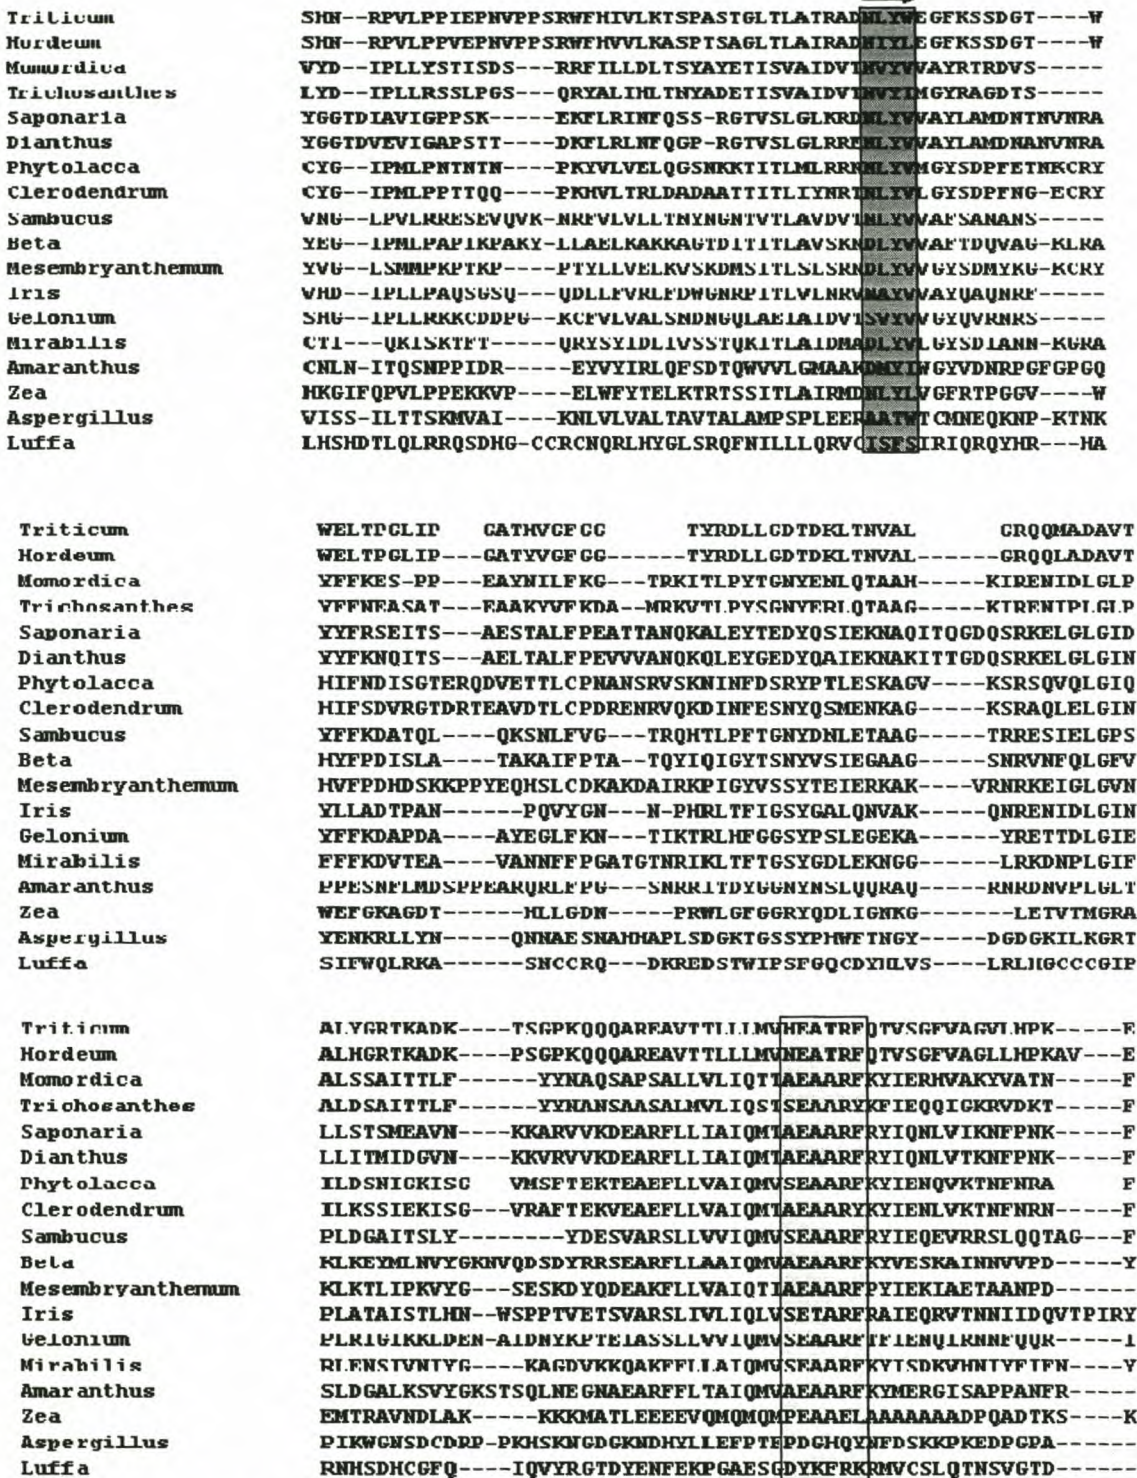 Triticum SHN--RPVLPPIEPNVPPSRWFHIVLKTSPASTGLTLATRADNLYWEGFKSSDGT----W
Hordeum SHN--RPVLPPVEPNVPPSRWFHVVLKASPTSAGLTLAIRADNIYLEGFKSSDGT----W
Momordica VYD--IPLLYSTISDS---RRFILLDLTSYAYETISVAIDVTNVYVVAYRTRDVS-----
Trichosanthes LYD--IPLLRSSLPGS---QRYALIHLTNYADETISVAIDVTNVYIMGYRAGDTS-----
Saponaria YGGTDIAVIGPPSK-----EKFLRINFQSS-RGTVSLGLKRDNLYVVAYLAMDNTNVNRA
Dianthus YGGTDVEVIGAPSTT----DKFLRLNFQGP-RGTVSLGLRRENLYVVAYLAMDNANVNRA
Phytolacca CYG--IPMLPNTNTN----PKYVLVELQGSNKKTITLMLRRNNLYVMGYSDPFETNKCRY
Clerodendrum CYG--IPMLPPTTQQ----PKHVLTRLDADAATTITLIYNRTNLYVLGYSDPFNG-ECRY
Sambucus VNG--LPVLRRESEVQVK-NRFVLVLLTNYNGNTVTLAVDVTNLYVVAFSANANS-----
Beta YEG--IPMLPAPIKPAKY-LLAELKAKKAGTDITITLAVSKNDLYVVAFTDQVAG-KLRA
Mesembryanthemum YVG--LSMMPKPTKP----PTYLLVELKVSKDMSITLSLSRNDLYVVGYSDMYKG-KCRY
Iris VHD--IPLLPAQSGSQ---QDLLFVRLFDWGNRPITLVLNRVNAYVVAYQAQNRF-----
Gelonium SHG--IPLLRKKCDDPG--KCFVLVALSNDNGQLAEIAIDVTSVYVVGYQVRNRS-----
Mirabilis CTI---QKISKTFT-----QRYSYIDLIVSSTQKITLAIDMADLYVLGYSDIANN-KGRA
Amaranthus CNLN-ITQSNPPIDR-----EYVYIRLQFSDTQWVVLGMAAKDMYIWGYVDNRPGFGPGQ
Zea HKGIFQPVLPPEKKVP----ELWFYTELKTRTSSITLAIRMDNLYLVGFRTPGGV----W
Aspergillus VISS-ILTTSKMVAI-----KNLVLVALTAVTALAMPSPLEERAATWTCMNEQKNP-KTNK
Luffa LHSHDTLQLRRQSDHG-CCRCNQRLHYGLSRQFNILLLQRVCISFSIRIQRQYHR---HA
Triticum WELTPGLIP GATHVGFGG TYRDLLGDTDKLTNVAL GRQQMADAVT
Hordeum WELTPGLIP---GATYVGFGG------TYRDLLGDTDKLTNVAL------GRQQLADAVT
Momordica YFFKES-PP---EAYNILFKG---TRKITLPYTGNYENLQTAAH------KIRENIDLGLP
Trichosanthes YFFNEASAT---EAAKYVFKDA--MRKVTLPYSGNYERLQTAAG------KIRENIPLGLP
Saponaria YYFRSEITS---AESTALFPEATTANQKALEYTEDYQSIEKNAQITQGDQSRKELGLGID
Dianthus YYFKNQITS---AELTALFPEVVVANQKQLEYGEDYQAIEKNAKITTGDQSRKELGLGIN
Phytolacca HIFNDISGTERQDVETTLCPNANSRVSKNINFDSRYPTLESKAGV----KSRSQVQLGIQ
Clerodendrum HIFSDVRGTDRTEAVDTLCPDRENRVQKDINFESNYQSMENKAG-----KSRAQLELGIN
Sambucus YFFKDATQL----QKSNLFVG---TRQHTLPFTGNYDNLETAAG-----TRRESIELGPS
Beta HYFPDISLA----TAKAIFPTA--TQYIQIGYTSNYVSIEGAAG-----SNRVNFQLGFV
Mesembryanthemum HVFPDHDSKKPPYEQHSLCDKAKDAIRKPIGYVSSYTEIERKAK-----VRNRKEIGLGVN
Iris YLLADTPAN------PQVYGN---N-PHRLTFIGSYGALQNVAK-----QNRENIDLGIN
Gelonium YFFKDAPDA----AYEGLFKN---TIKTRLHFGGSYPSLEGEKA------YRETTDLGIE
Mirabilis FFFKDVTEA----VANNFFPGATGTNRIKLTFTGSYGDLEKNGG------LRKDNPLGIF
Amaranthus PPESNFLMDSPPEARQRLFPG---SNRRITDYGGNYNSLQQRAQ-----RNRDNVPLGLT
Zea WEFGKAGDT------HLLGDN-----PRWLGFGGRYQDLIGNKG------LETVTMGRA
Aspergillus YENKRLLYN------QNNAESNAHHAPLSDGKTGSSYPHWFTNGY----DGDGKILKGRT
Luffa SIFWQLRKA------SNCCRQ---DKREDSTWIPSFGQCDYHLVS-----LRLHGCCCGIP
Triticum ALYGRTKADK----TSGPKQQQAREAVTTLLLMVHEATRFQTVSGFVAGVLHPK-----E
Hordeum ALHGRTKADK----PSGPKQQQAREAVTTLLLMVNEATRFQTVSGFVAGLLHPKAV---E
Momordica ALSSAITTLF-----YYNAQSAPSALLVLIQTTAEAARFKYIERHVAKYVATN-----F
Trichosanthes ALDSAITTLF-----YYNANSAASALMVLIQSTSEAARYKFIEQQIGKRVDKT-----F
Saponaria LLSTSMEAVN----KKARVVKDEARFLLIAIQMTAEAARFRYIQNLVIKNFPNK-----F
Dianthus LLITMIDGVN----KKVRVVKDEARFLLIAIQMTAEAARFRYIQNLVTKNFPNK-----F
Phytolacca ILDSNIGKISG VMSFTEKTEAEFLLVAIQMVSEAARFKYIENQVKTNFNRA F
Clerodendrum ILKSSIEKISG---VRAFTEKVEAEFLLVAIQMIAEAARYKYIENLVKTNFNRN-----F
Sambucus PLDGAITSLY--------YDESVARSLLVVIQMVSEAARFRYIEQEVRRSLQQTAG---F
Beta KLKEYMLNVYGKNVQDSDYRRSEARFLLAAIQMVAEAARFKYVESKAINNVVPD-----Y
Mesembryanthemum KLKTLIPKVYG----SESKDYQDEAKFLLVAIQTIAEAARFPYIEKIAETAANPD-----
Iris PLATAISTLHN--WSPPTVETSVARSLIVLIQLVSETARFRAIEQRVTNNIIDQVTPIRY
Gelonium PLRIGIKKLDEN-AIDNYKPTEIASSLLVVIQMVSEAARFTFIENQIRNNFQQR-----I
Mirabilis RLENSIVNIYG----KAGDVKKQAKFFLLAIQMVSEAARFKYISDKVHNIYFTFN----Y
Amaranthus SLDGALKSVYGKSTSQLNEGNAEARFFLTAIQMVAEAARFKYMERGISAPPANFR-----
Zea EMTRAVNDLAK-----KKKMATLEEEEVQMQMQMPEAAELAAAAAADPQADTKS----K
Aspergillus PIKWGNSDCDRP-PKHSKNGDGKNDHYLLEFPTFPDGHQYNFDSKKPKEDPGPA-----
Luffa RNHSDHCGFQ----IQVYRGTDYENFEKPGAESGDYKFRKRMVCSLQTNSVGTD-----